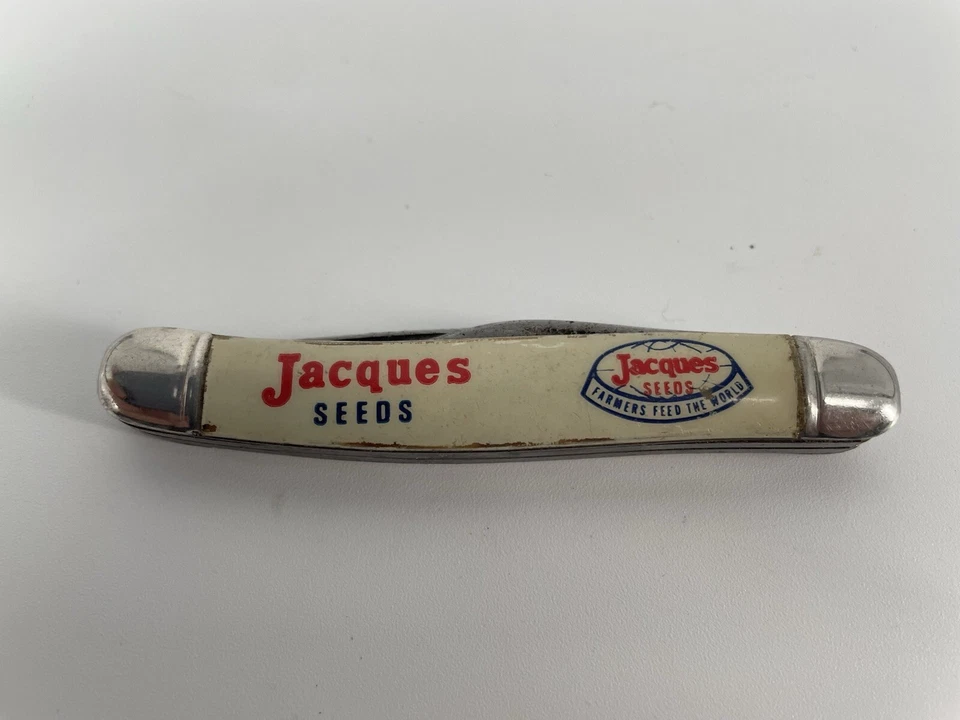 Jacques
SEEDS
Jacques
SEEDS
FARMERS FEED THE WORLD